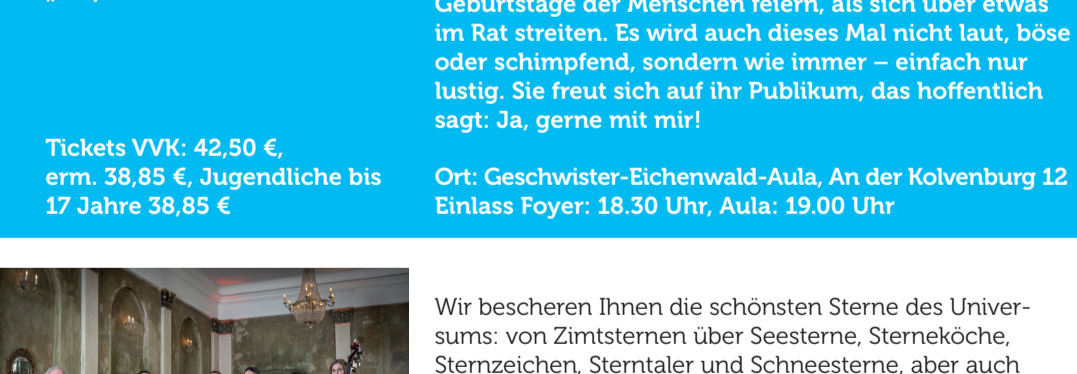 Geburtstage der Menschen feiern, als sich über etwas
im Rat streiten. Es wird auch dieses Mal nicht laut, böse
oder schimpfend, sondern wie immer – einfach nur
lustig. Sie freut sich auf ihr Publikum, das hoffentlich
sagt: Ja, gerne mit mir!
Tickets VVK: 42,50 €,
erm. 38,85 €, Jugendliche bis
17 Jahre 38,85 €
Ort: Geschwister-Eichenwald-Aula, An der Kolvenburg 12
Einlass Foyer: 18.30 Uhr, Aula: 19.00 Uhr
Wir bescheren Ihnen die schönsten Sterne des Univer-
sums: von Zimtsternen über Seesterne, Sterneköche,
Sternzeichen, Sterntaler und Schneesterne, aber auch